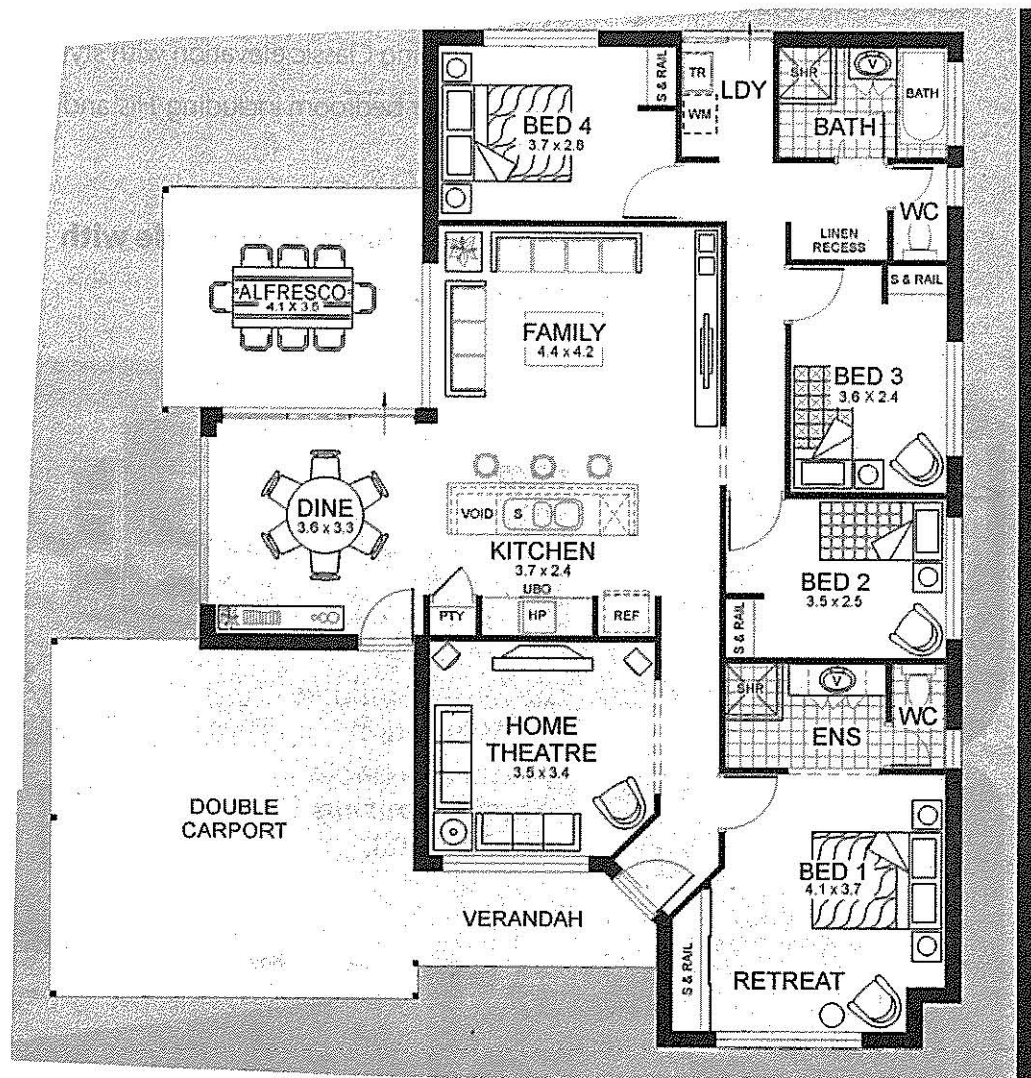 BED 4
3.7 x 2.8
S & RAIL
TR
WM
LDY
SHR
V
BATH
BATH
WC
LINEN
RECESS
S & RAIL
ALFRESCO
4.1 X 3.5
FAMILY
4.4 x 4.2
BED 3
3.6 X 2.4
DINE
3.6 x 3.3
VOID
S
KITCHEN
3.7 x 2.4
UBO
PTY
HP
REF
BED 2
3.5 x 2.5
S & RAIL
SHR
V
WC
ENS
HOME
THEATRE
3.5 x 3.4
DOUBLE
CARPORT
BED 1
4.1 x 3.7
VERANDAH
S & RAIL
RETREAT